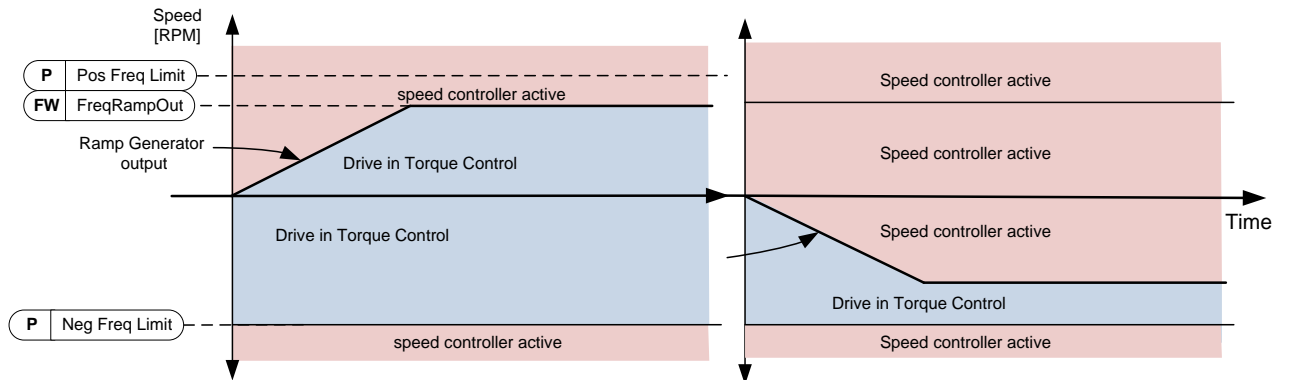 Speed
[RPM]
P Pos Freq Limit
FW FreqRampOut
Ramp Generator
output
speed controller active
Drive in Torque Control
Drive in Torque Control
P Neg Freq Limit
speed controller active
Speed controller active
Speed controller active
Speed controller active
Time
Drive in Torque Control
Speed controller active